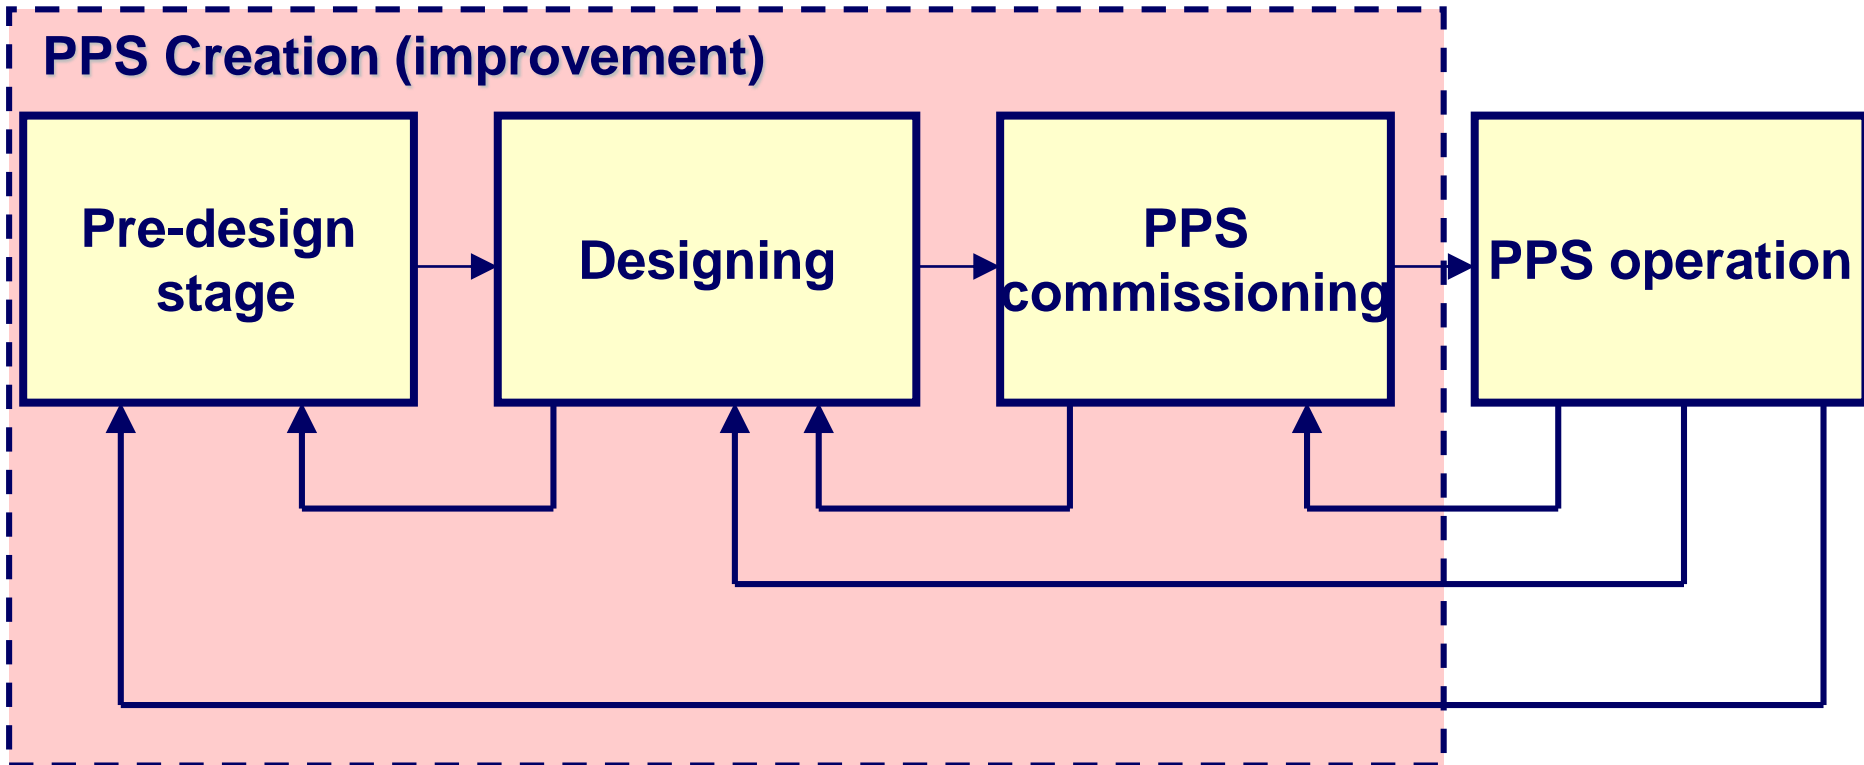 PPS Creation (improvement)
Pre-design
stage
Designing
PPS
commissioning
PPS operation